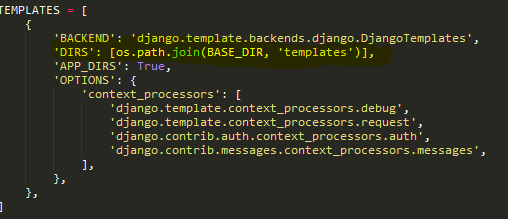 TEMPLATES = [
    {
        'BACKEND': 'django.template.backends.django.DjangoTemplates',
        'DIRS': [os.path.join(BASE_DIR, 'templates')],
        'APP_DIRS': True,
        'OPTIONS': {
            'context_processors': [
                'django.template.context_processors.debug',
                'django.template.context_processors.request',
                'django.contrib.auth.context_processors.auth',
                'django.contrib.messages.context_processors.messages',
            ],
        },
    },
]